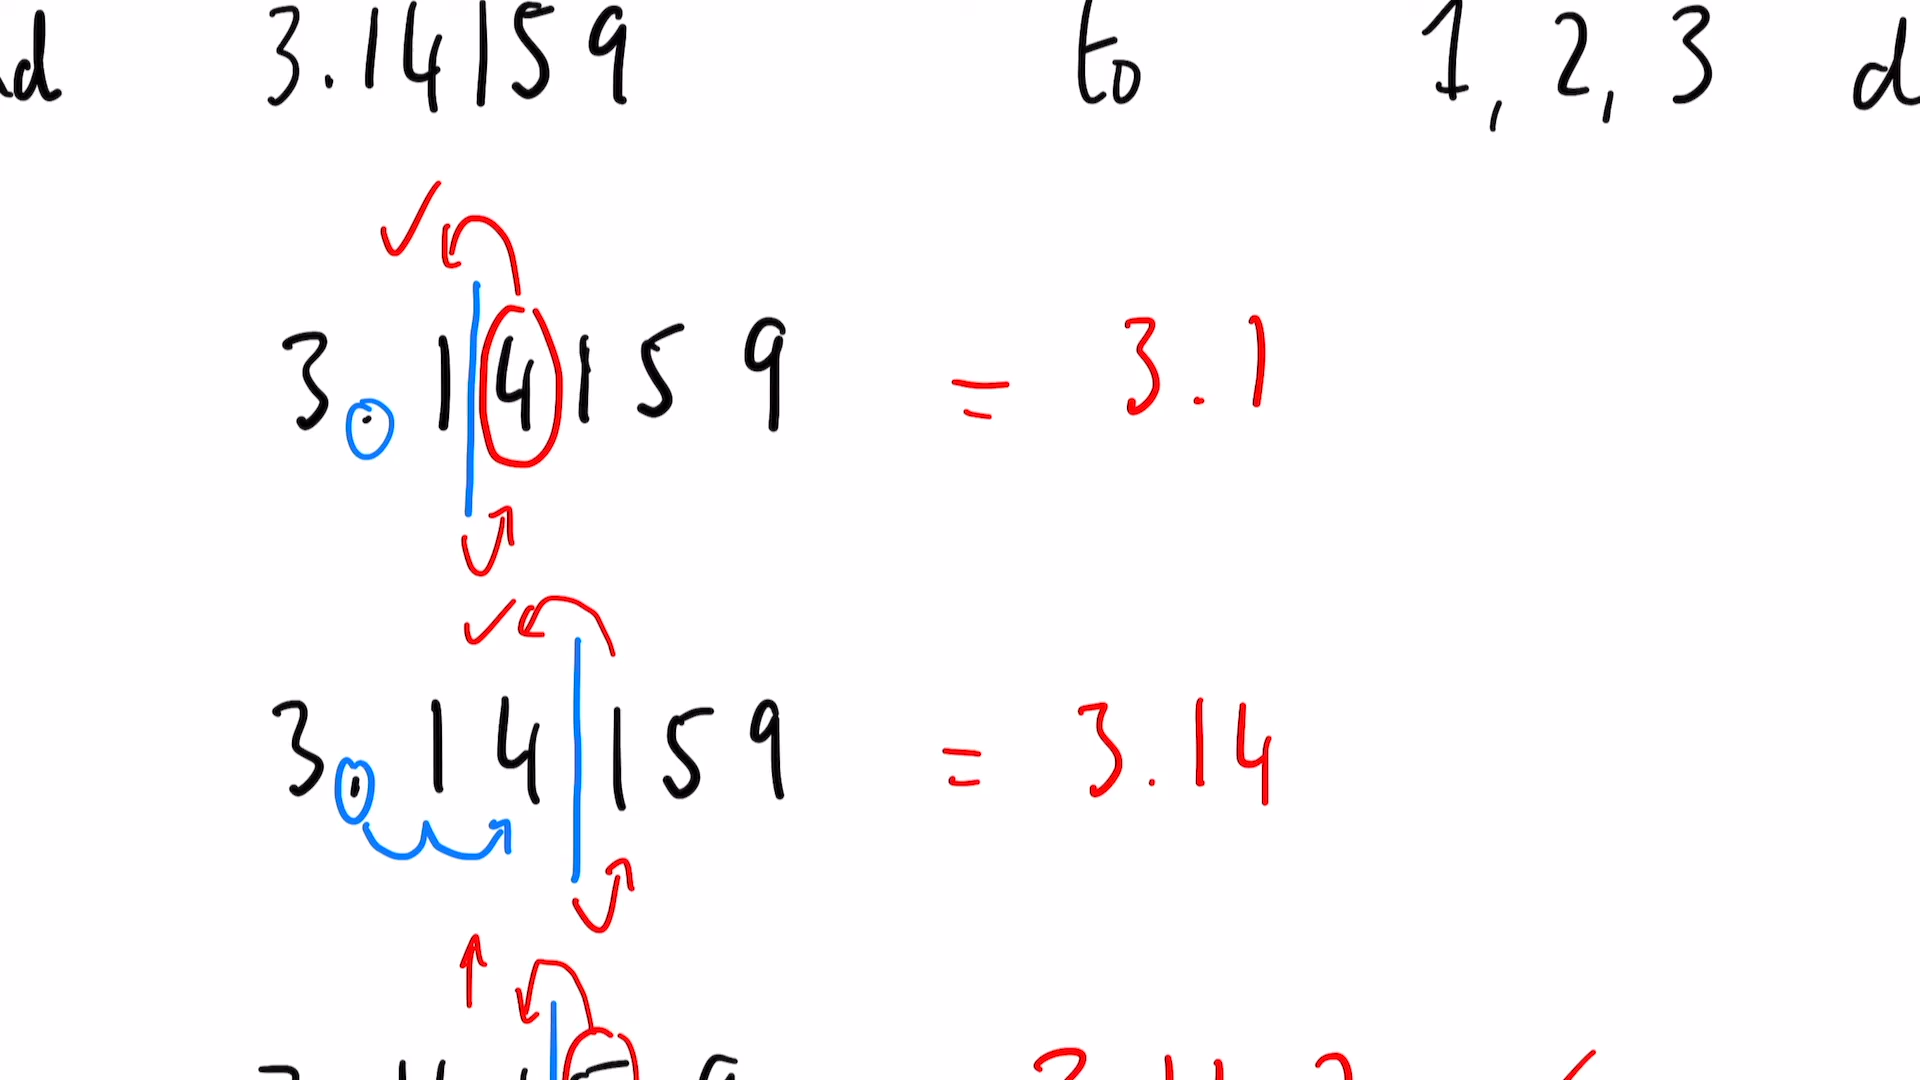 3.14159 to 1, 2, 3
3.14159 = 3.1
3.14159 = 3.14